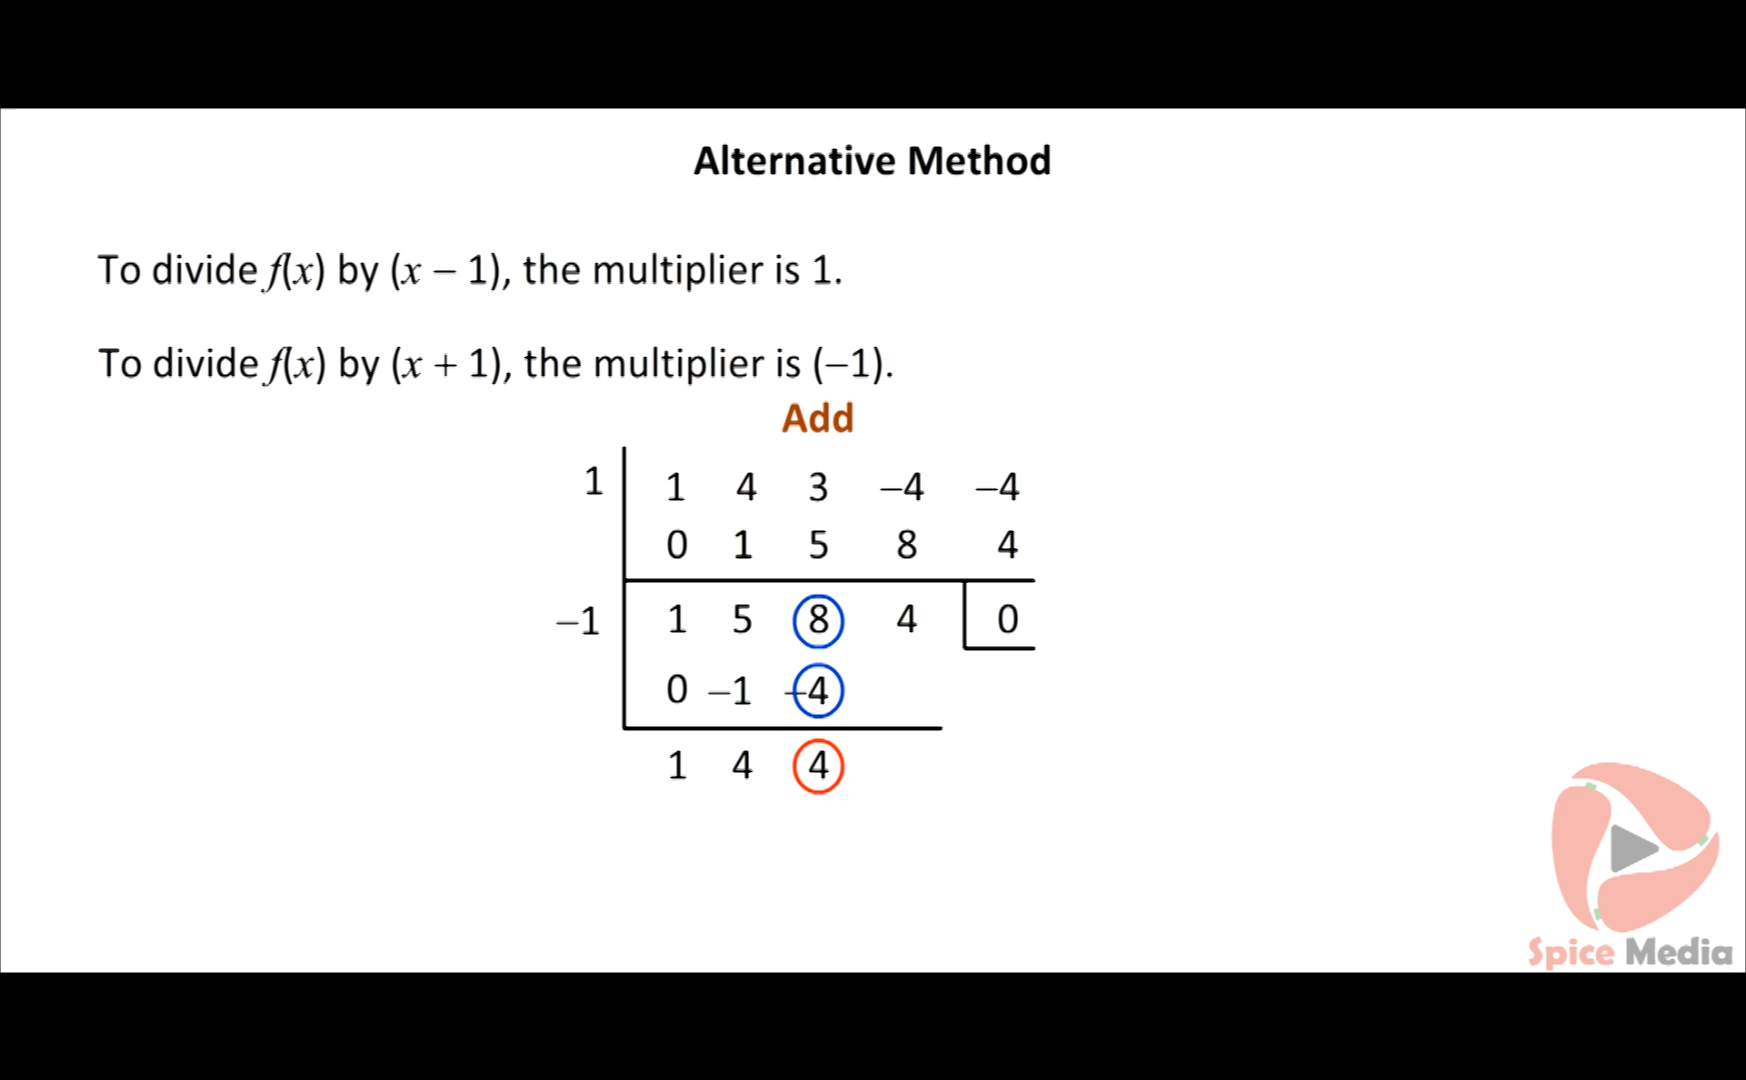 Alternative Method
To divide f(x) by (x – 1), the multiplier is 1.
To divide f(x) by (x + 1), the multiplier is (–1).
Add
1 1 4 3 –4 –4
0 1 5 8 4
–1 1 5 8 4 0
0 –1 –4
1 4 4
Spice Media